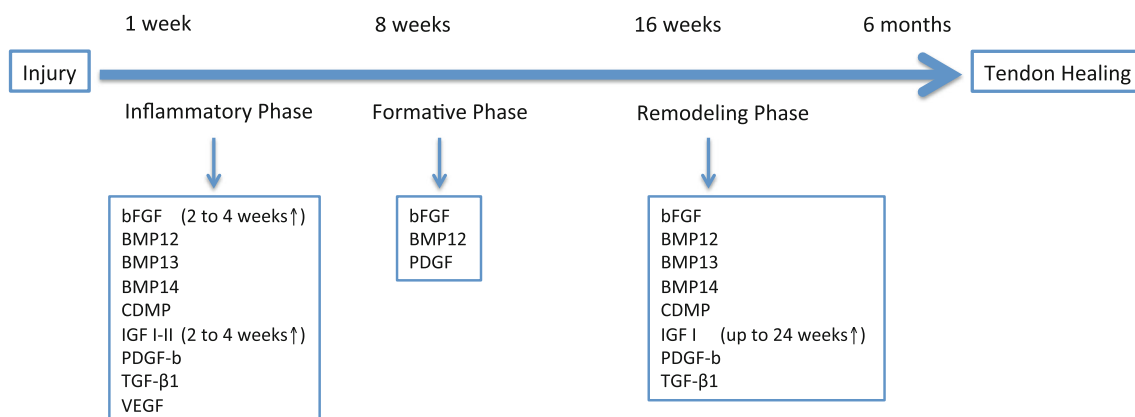 1 week 8 weeks 16 weeks 6 months
Injury Tendon Healing
Inflammatory Phase Formative Phase Remodeling Phase
bFGF (2 to 4 weeks↑)
BMP12
BMP13
BMP14
CDMP
IGF I-II (2 to 4 weeks↑)
PDGF-b
TGF-β1
VEGF
bFGF
BMP12
PDGF
bFGF
BMP12
BMP13
BMP14
CDMP
IGF I (up to 24 weeks↑)
PDGF-b
TGF-β1